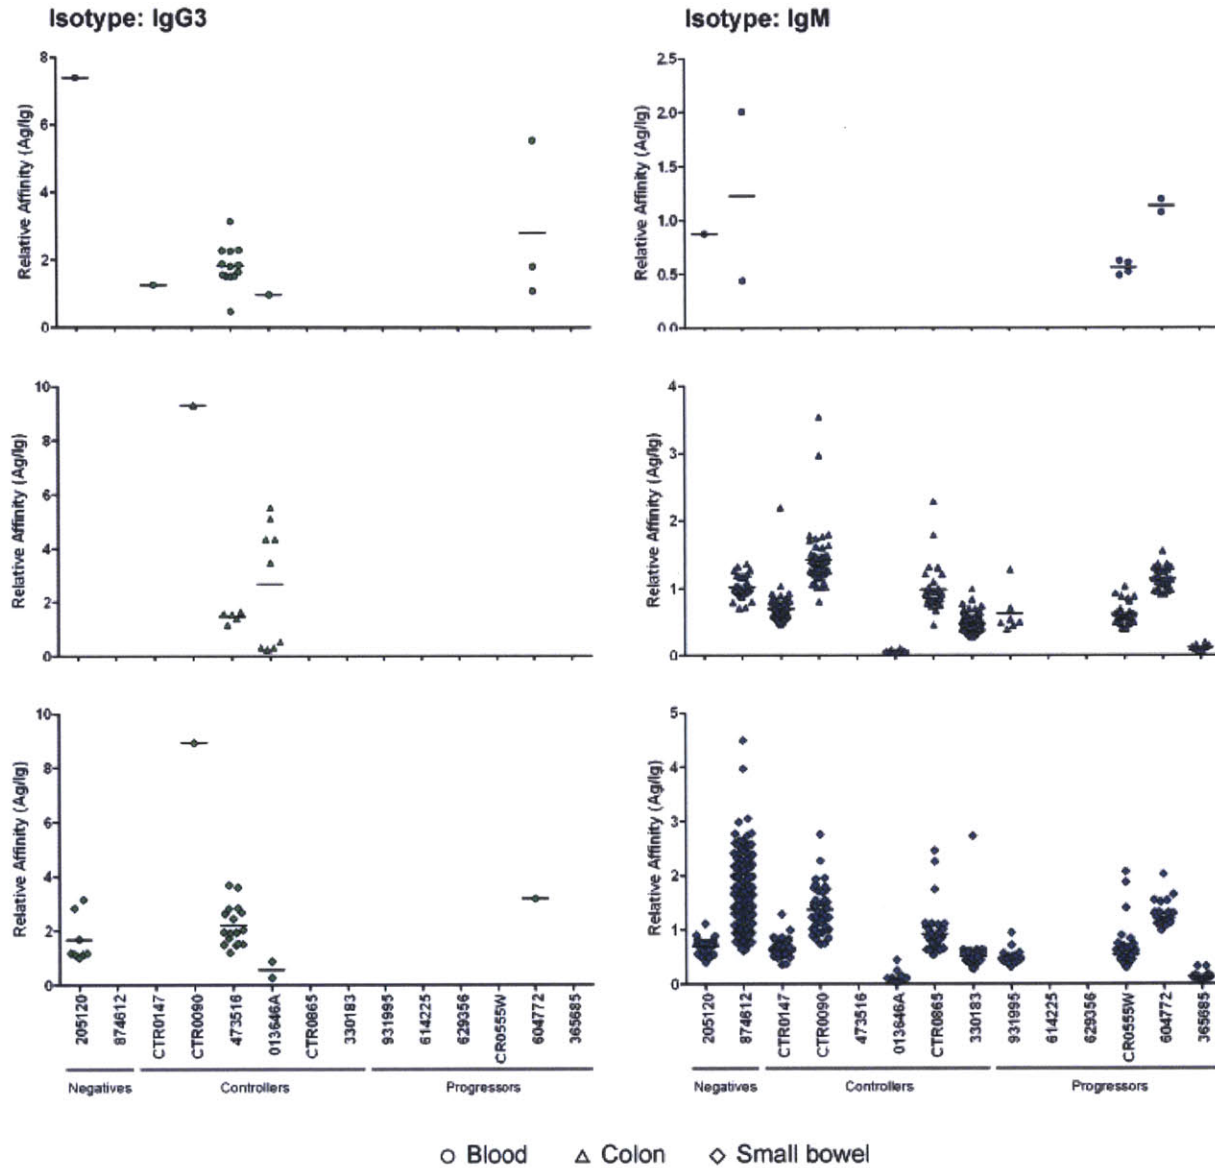 Isotype: IgG3
Isotype: IgM
Relative Affinity (Ag/Ig)
8
6
4
2
0
Relative Affinity (Ag/Ig)
2.5
2.0
1.5
1.0
0.5
0.0
Relative Affinity (Ag/Ig)
10
8
6
4
2
0
Relative Affinity (Ag/Ig)
4
3
2
1
0
Relative Affinity (Ag/Ig)
10
8
6
4
2
0
Relative Affinity (Ag/Ig)
5
4
3
2
1
0
205120
874612
CTR0147
CTR0090
473516
013646A
CTR0865
330183
931995
614225
629356
CR0555W
604772
365685
205120
874612
CTR0147
CTR0090
473516
013646A
CTR0865
330183
931995
614225
629356
CR0555W
604772
365685
Negatives
Controllers
Progressors
Negatives
Controllers
Progressors
Blood
Colon
Small bowel